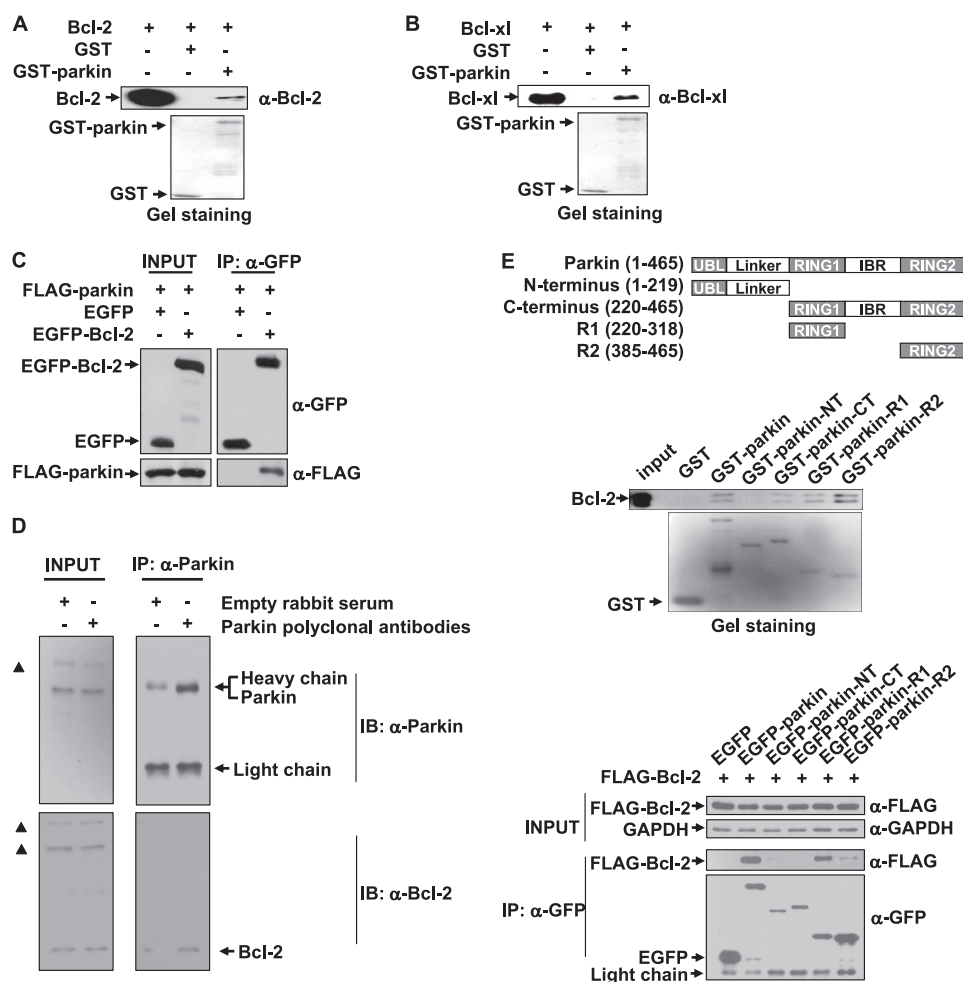 A
Bcl-2 + + +
GST - + -
GST-parkin - - +
Bcl-2 α-Bcl-2
GST-parkin
GST
Gel staining
B
Bcl-xl + + +
GST - + -
GST-parkin - - +
Bcl-xl α-Bcl-xl
GST-parkin
GST
Gel staining
C
INPUT IP: α-GFP
FLAG-parkin + + + +
EGFP + - + -
EGFP-Bcl-2 - + - +
EGFP-Bcl-2
α-GFP
EGFP
FLAG-parkin α-FLAG
D
INPUT IP: α-Parkin
+ - + - Empty rabbit serum
- + - + Parkin polyclonal antibodies
Heavy chain
Parkin
IB: α-Parkin
Light chain
IB: α-Bcl-2
Bcl-2
E
Parkin (1-465) UBL Linker RING1 IBR RING2
N-terminus (1-219) UBL Linker
C-terminus (220-465) RING1 IBR RING2
R1 (220-318) RING1
R2 (385-465) RING2
input
GST
GST-parkin
GST-parkin-NT
GST-parkin-CT
GST-parkin-R1
GST-parkin-R2
Bcl-2
GST
Gel staining
EGFP
EGFP-parkin
EGFP-parkin-NT
EGFP-parkin-CT
EGFP-parkin-R1
EGFP-parkin-R2
FLAG-Bcl-2 + + + + + +
INPUT
FLAG-Bcl-2 α-FLAG
GAPDH α-GAPDH
IP: α-GFP
FLAG-Bcl-2 α-FLAG
α-GFP
EGFP
Light chain